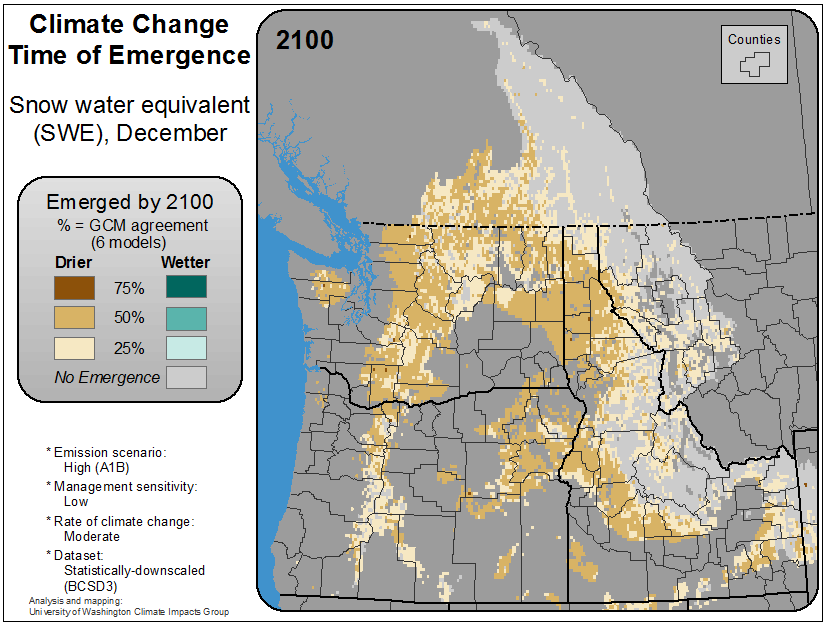 Climate Change
Time of Emergence
Snow water equivalent
(SWE), December
Emerged by 2100
% = GCM agreement
(6 models)
Drier Wetter
75%
50%
25%
No Emergence
* Emission scenario:
High (A1B)
* Management sensitivity:
Low
* Rate of climate change:
Moderate
* Dataset:
Statistically-downscaled
(BCSD3)
Analysis and mapping:
University of Washington Climate Impacts Group
2100
Counties